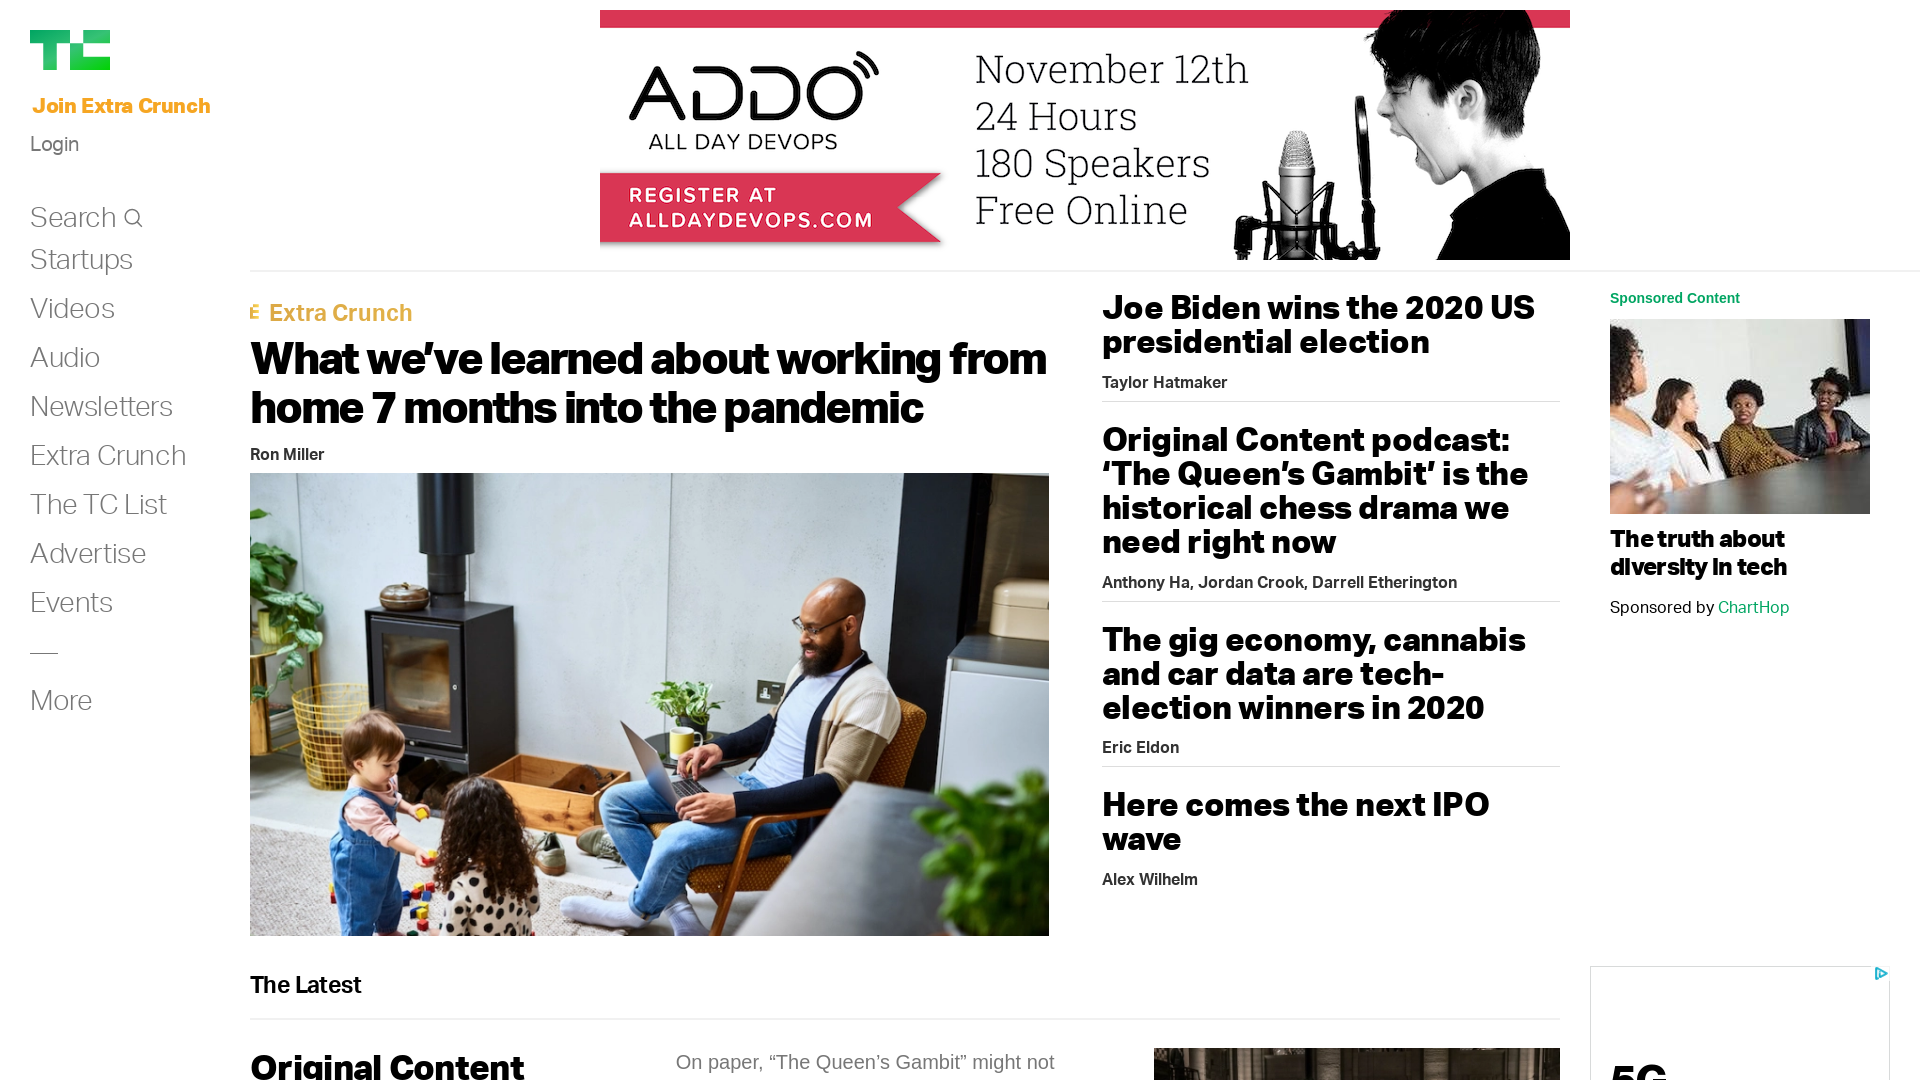 TC
Join Extra Crunch
Login
Search
Startups
Videos
Audio
Newsletters
Extra Crunch
The TC List
Advertise
Events
—
More
ADDO
ALL DAY DEVOPS
REGISTER AT
ALLDAYDEVOPS.COM
November 12th
24 Hours
180 Speakers
Free Online
Extra Crunch
What we’ve learned about working from
home 7 months into the pandemic
Ron Miller
Joe Biden wins the 2020 US
presidential election
Taylor Hatmaker
Original Content podcast:
‘The Queen’s Gambit’ is the
historical chess drama we
need right now
Anthony Ha, Jordan Crook, Darrell Etherington
The gig economy, cannabis
and car data are tech-
election winners in 2020
Eric Eldon
Here comes the next IPO
wave
Alex Wilhelm
Sponsored Content
The truth about
diversity in tech
Sponsored by ChartHop
The Latest
Original Content
On paper, “The Queen’s Gambit” might not
5G